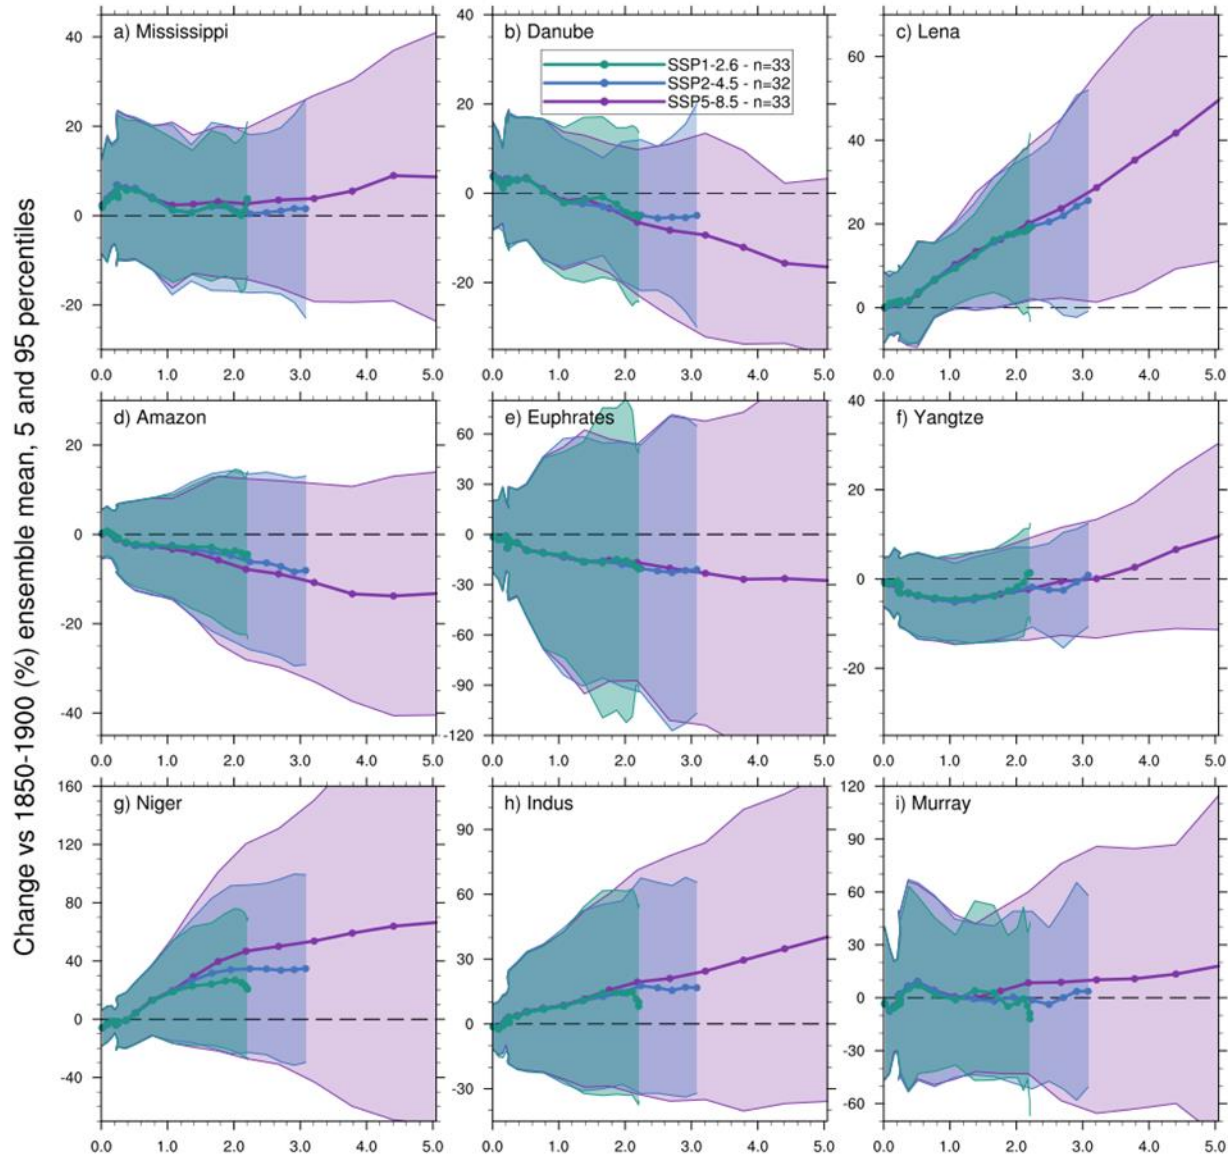 Change vs 1850-1900 (%) ensemble mean, 5 and 95 percentiles
a) Mississippi
40
20
0
-20
0.0 1.0 2.0 3.0 4.0 5.0
b) Danube
SSP1-2.6 - n=33
SSP2-4.5 - n=32
SSP5-8.5 - n=33
40
20
0
-20
0.0 1.0 2.0 3.0 4.0 5.0
c) Lena
60
40
20
0
0.0 1.0 2.0 3.0 4.0 5.0
d) Amazon
20
0
-20
-40
0.0 1.0 2.0 3.0 4.0 5.0
e) Euphrates
60
30
0
-30
-60
-90
-120
0.0 1.0 2.0 3.0 4.0 5.0
f) Yangtze
40
20
0
-20
0.0 1.0 2.0 3.0 4.0 5.0
g) Niger
160
120
80
40
0
-40
0.0 1.0 2.0 3.0 4.0 5.0
h) Indus
90
60
30
0
-30
0.0 1.0 2.0 3.0 4.0 5.0
i) Murray
120
90
60
30
0
-30
-60
0.0 1.0 2.0 3.0 4.0 5.0